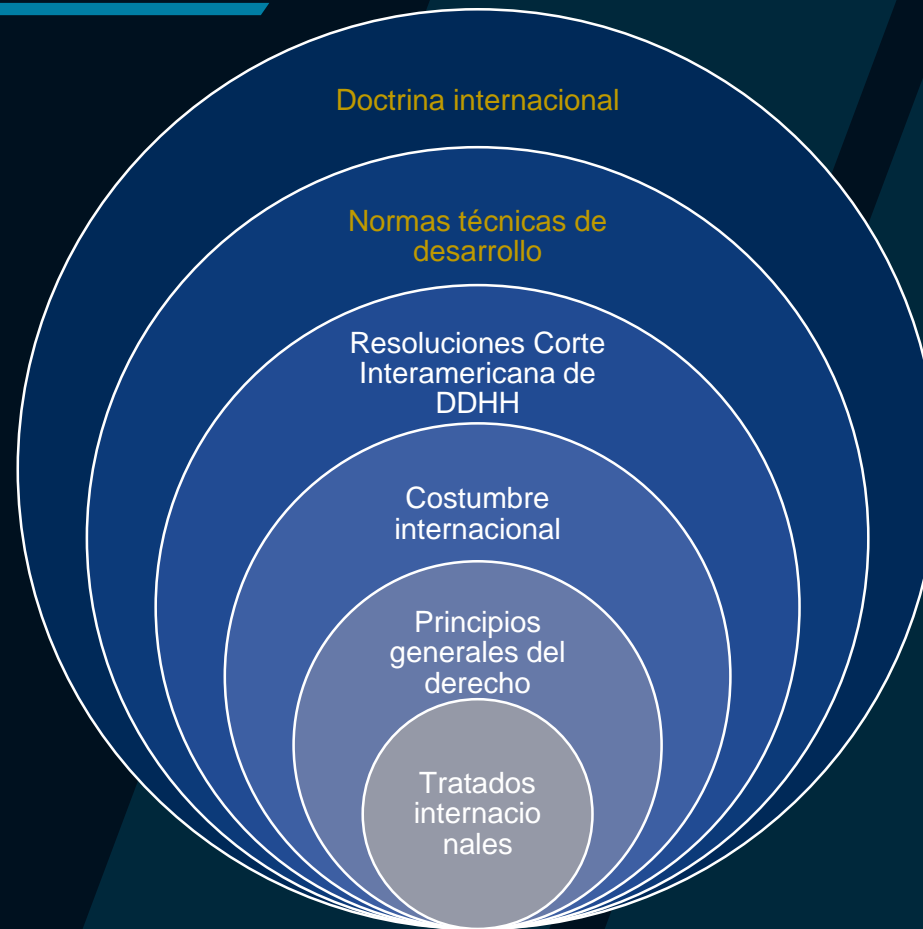 Doctrina internacional
Normas técnicas de
desarrollo
Resoluciones Corte
Interamericana de
DDHH
Costumbre
internacional
Principios
generales del
derecho
Tratados
internacio
nales